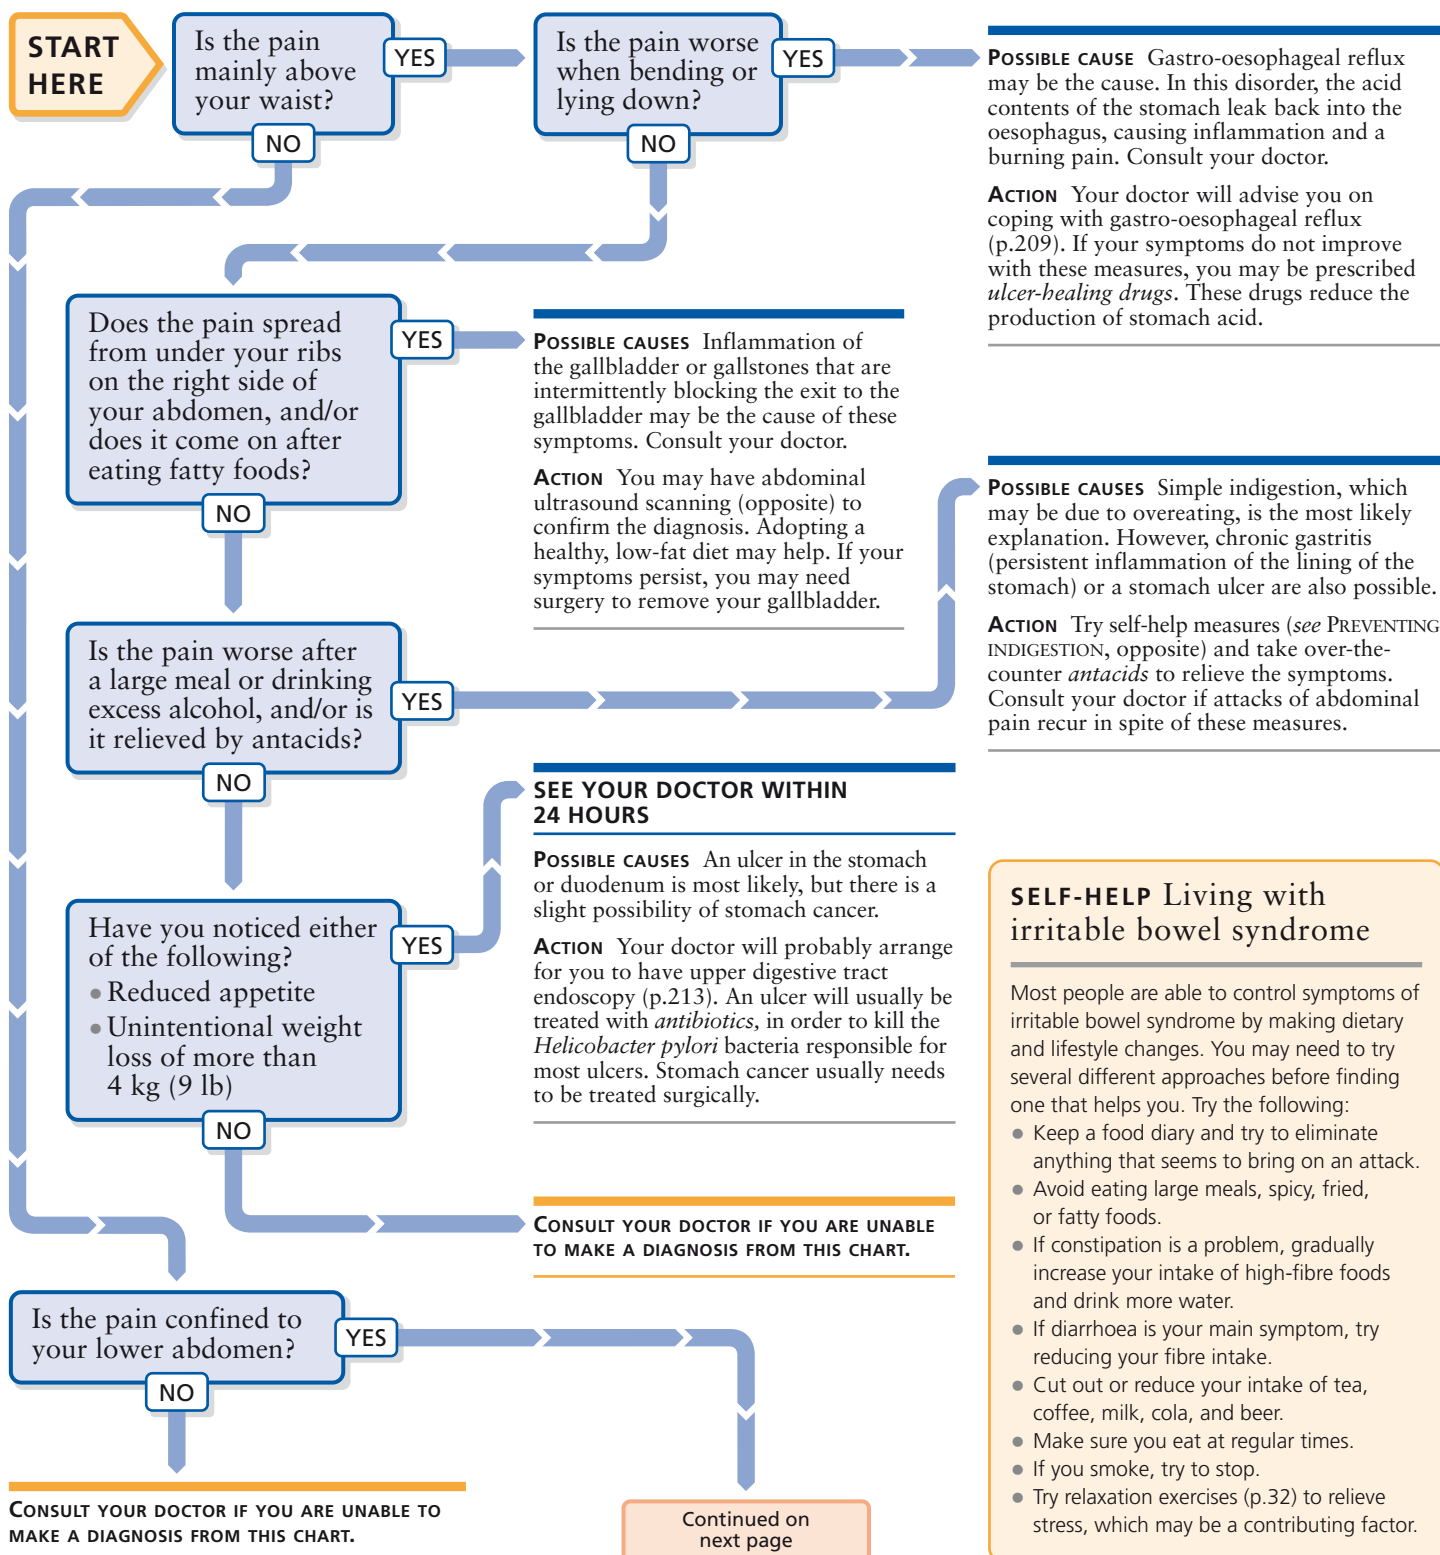 START
HERE
Is the pain
mainly above
your waist?
YES
NO
Is the pain worse
when bending or
lying down?
YES
NO
POSSIBLE CAUSE Gastro-oesophageal reflux
may be the cause. In this disorder, the acid
contents of the stomach leak back into the
oesophagus, causing inflammation and a
burning pain. Consult your doctor.
ACTION Your doctor will advise you on
coping with gastro-oesophageal reflux
(p.209). If your symptoms do not improve
with these measures, you may be prescribed
ulcer-healing drugs. These drugs reduce the
production of stomach acid.
Does the pain spread
from under your ribs
on the right side of
your abdomen, and/or
does it come on after
eating fatty foods?
YES
NO
POSSIBLE CAUSES Inflammation of
the gallbladder or gallstones that are
intermittently blocking the exit to the
gallbladder may be the cause of these
symptoms. Consult your doctor.
ACTION You may have abdominal
ultrasound scanning (opposite) to
confirm the diagnosis. Adopting a
healthy, low-fat diet may help. If your
symptoms persist, you may need
surgery to remove your gallbladder.
Is the pain worse after
a large meal or drinking
excess alcohol, and/or is
it relieved by antacids?
YES
NO
POSSIBLE CAUSES Simple indigestion, which
may be due to overeating, is the most likely
explanation. However, chronic gastritis
(persistent inflammation of the lining of the
stomach) or a stomach ulcer are also possible.
ACTION Try self-help measures (see PREVENTING
INDIGESTION, opposite) and take over-the-
counter antacids to relieve the symptoms.
Consult your doctor if attacks of abdominal
pain recur in spite of these measures.
Have you noticed either
of the following?
• Reduced appetite
• Unintentional weight
loss of more than
4 kg (9 lb)
YES
NO
SEE YOUR DOCTOR WITHIN
24 HOURS
POSSIBLE CAUSES An ulcer in the stomach
or duodenum is most likely, but there is a
slight possibility of stomach cancer.
ACTION Your doctor will probably arrange
for you to have upper digestive tract
endoscopy (p.213). An ulcer will usually be
treated with antibiotics, in order to kill the
Helicobacter pylori bacteria responsible for
most ulcers. Stomach cancer usually needs
to be treated surgically.
CONSULT YOUR DOCTOR IF YOU ARE UNABLE
TO MAKE A DIAGNOSIS FROM THIS CHART.
Is the pain confined to
your lower abdomen?
YES
NO
CONSULT YOUR DOCTOR IF YOU ARE UNABLE TO
MAKE A DIAGNOSIS FROM THIS CHART.
Continued on
next page
SELF-HELP Living with
irritable bowel syndrome
Most people are able to control symptoms of
irritable bowel syndrome by making dietary
and lifestyle changes. You may need to try
several different approaches before finding
one that helps you. Try the following:
• Keep a food diary and try to eliminate
anything that seems to bring on an attack.
• Avoid eating large meals, spicy, fried,
or fatty foods.
• If constipation is a problem, gradually
increase your intake of high-fibre foods
and drink more water.
• If diarrhoea is your main symptom, try
reducing your fibre intake.
• Cut out or reduce your intake of tea,
coffee, milk, cola, and beer.
• Make sure you eat at regular times.
• If you smoke, try to stop.
• Try relaxation exercises (p.32) to relieve
stress, which may be a contributing factor.